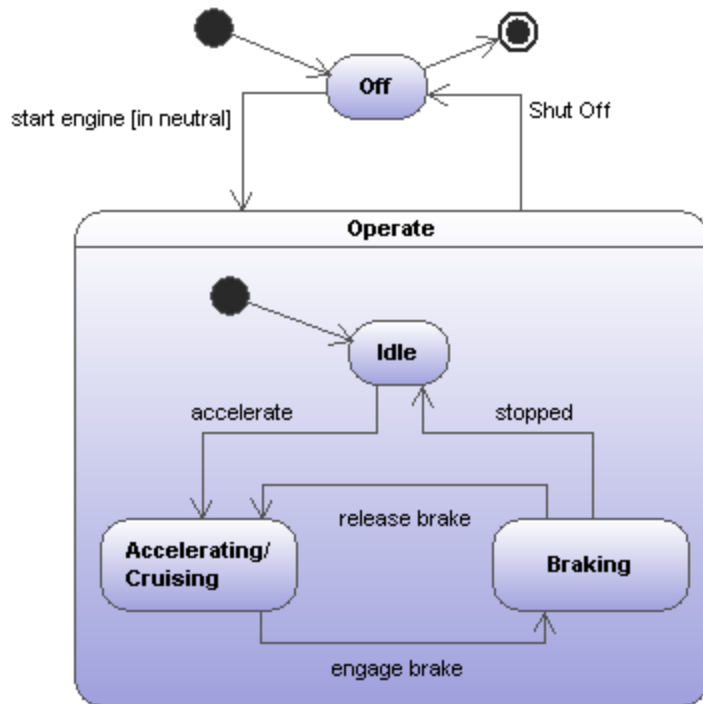 Off
start engine [in neutral]
Shut Off
Operate
Idle
accelerate
stopped
release brake
Accelerating/
Cruising
Braking
engage brake